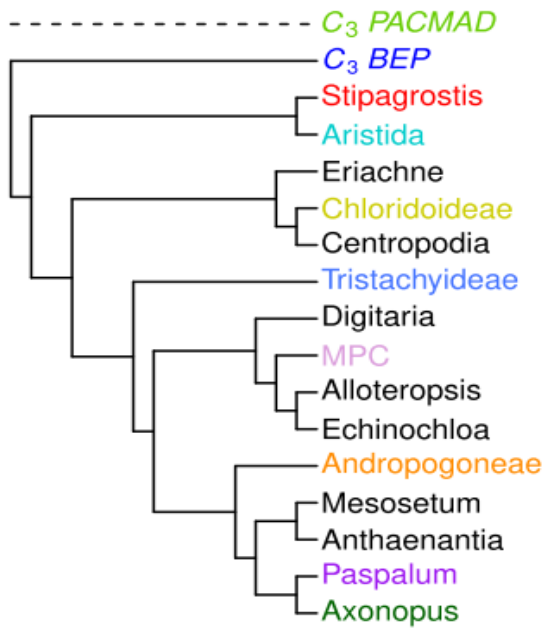 C₃ PACMAD
C₃ BEP
Stipagrostis
Aristida
Eriachne
Chloridoideae
Centropodia
Tristachyideae
Digitaria
MPC
Alloteropsis
Echinochloa
Andropogoneae
Mesosetum
Anthaenantia
Paspalum
Axonopus